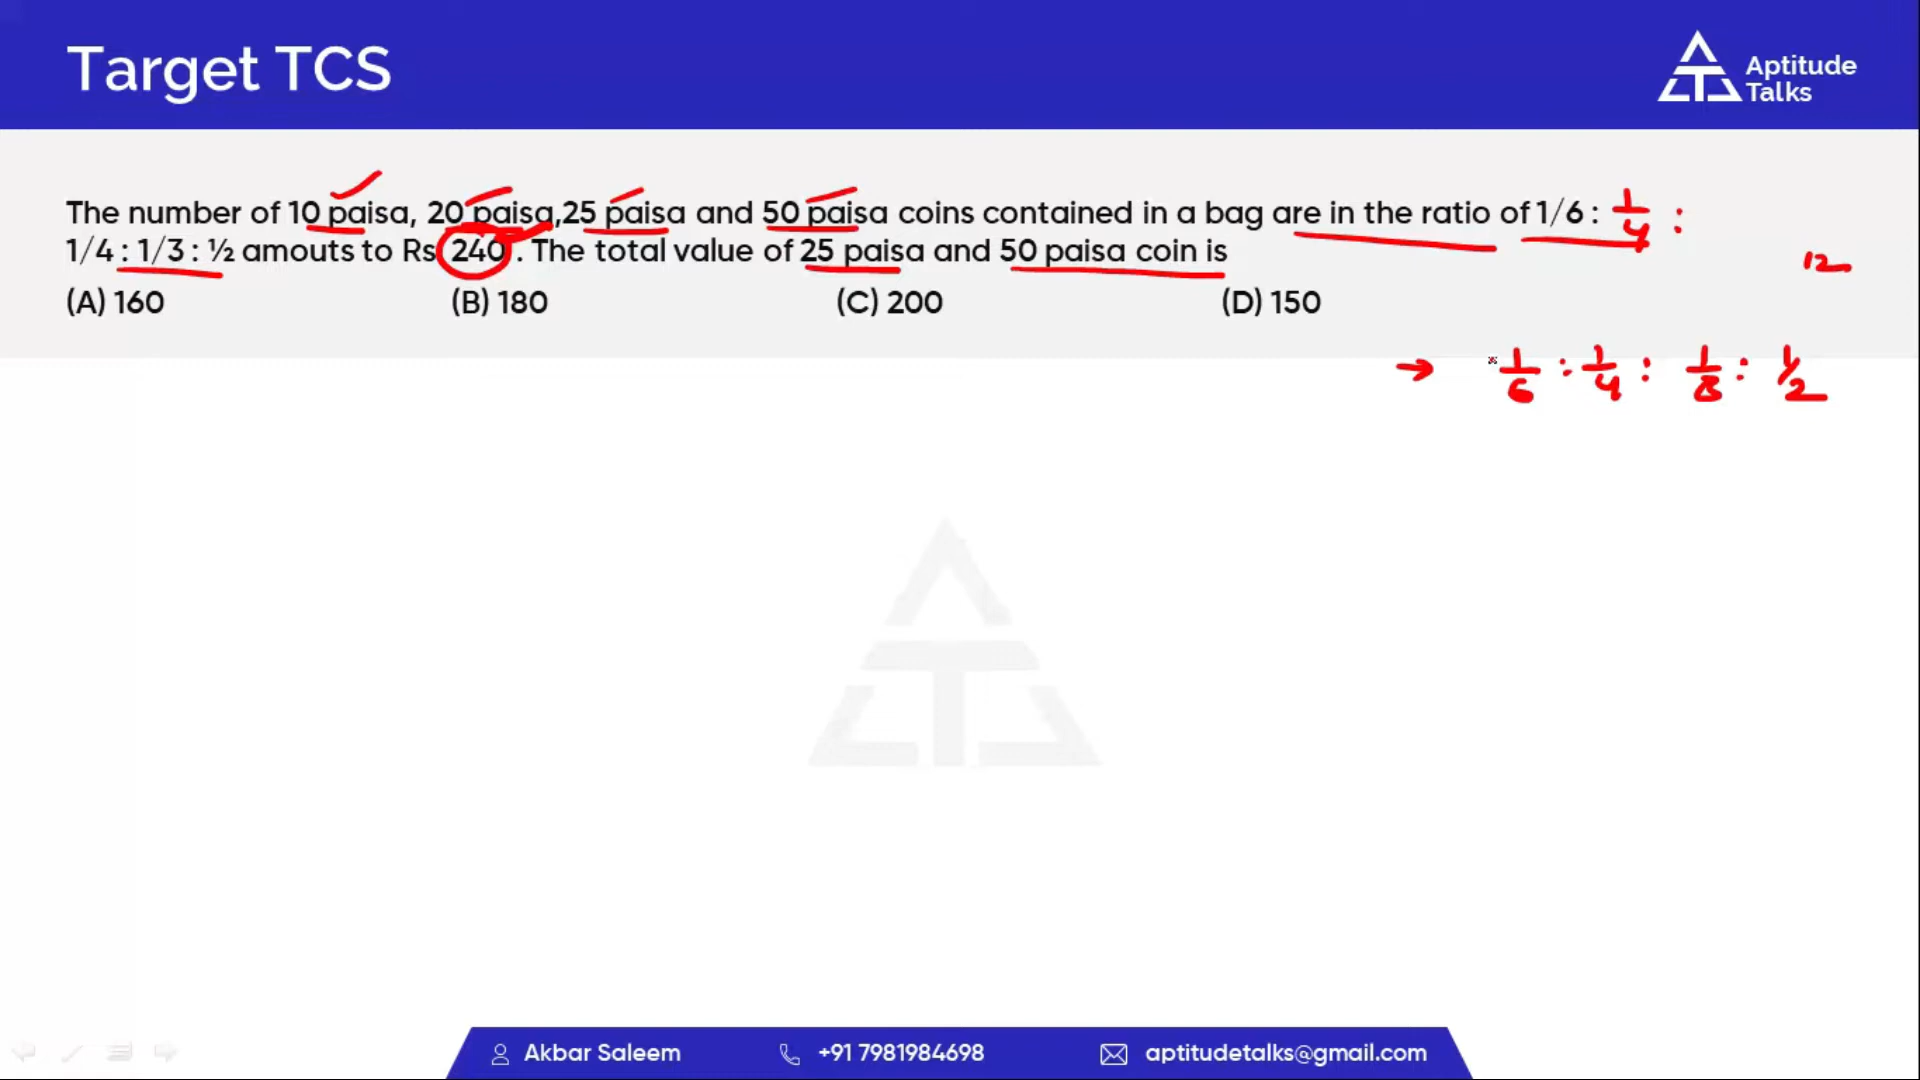 Target TCS
Aptitude
Talks
The number of 10 paisa, 20 paisa,25 paisa and 50 paisa coins contained in a bag are in the ratio of 1/6 : 1/4 :
1/4 : 1/3 : ½ amouts to Rs 240 . The total value of 25 paisa and 50 paisa coin is
12
(A) 160 (B) 180 (C) 200 (D) 150
→ 1/6 : 1/4 : 1/3 : 1/2
Akbar Saleem +91 7981984698 aptitudetalks@gmail.com